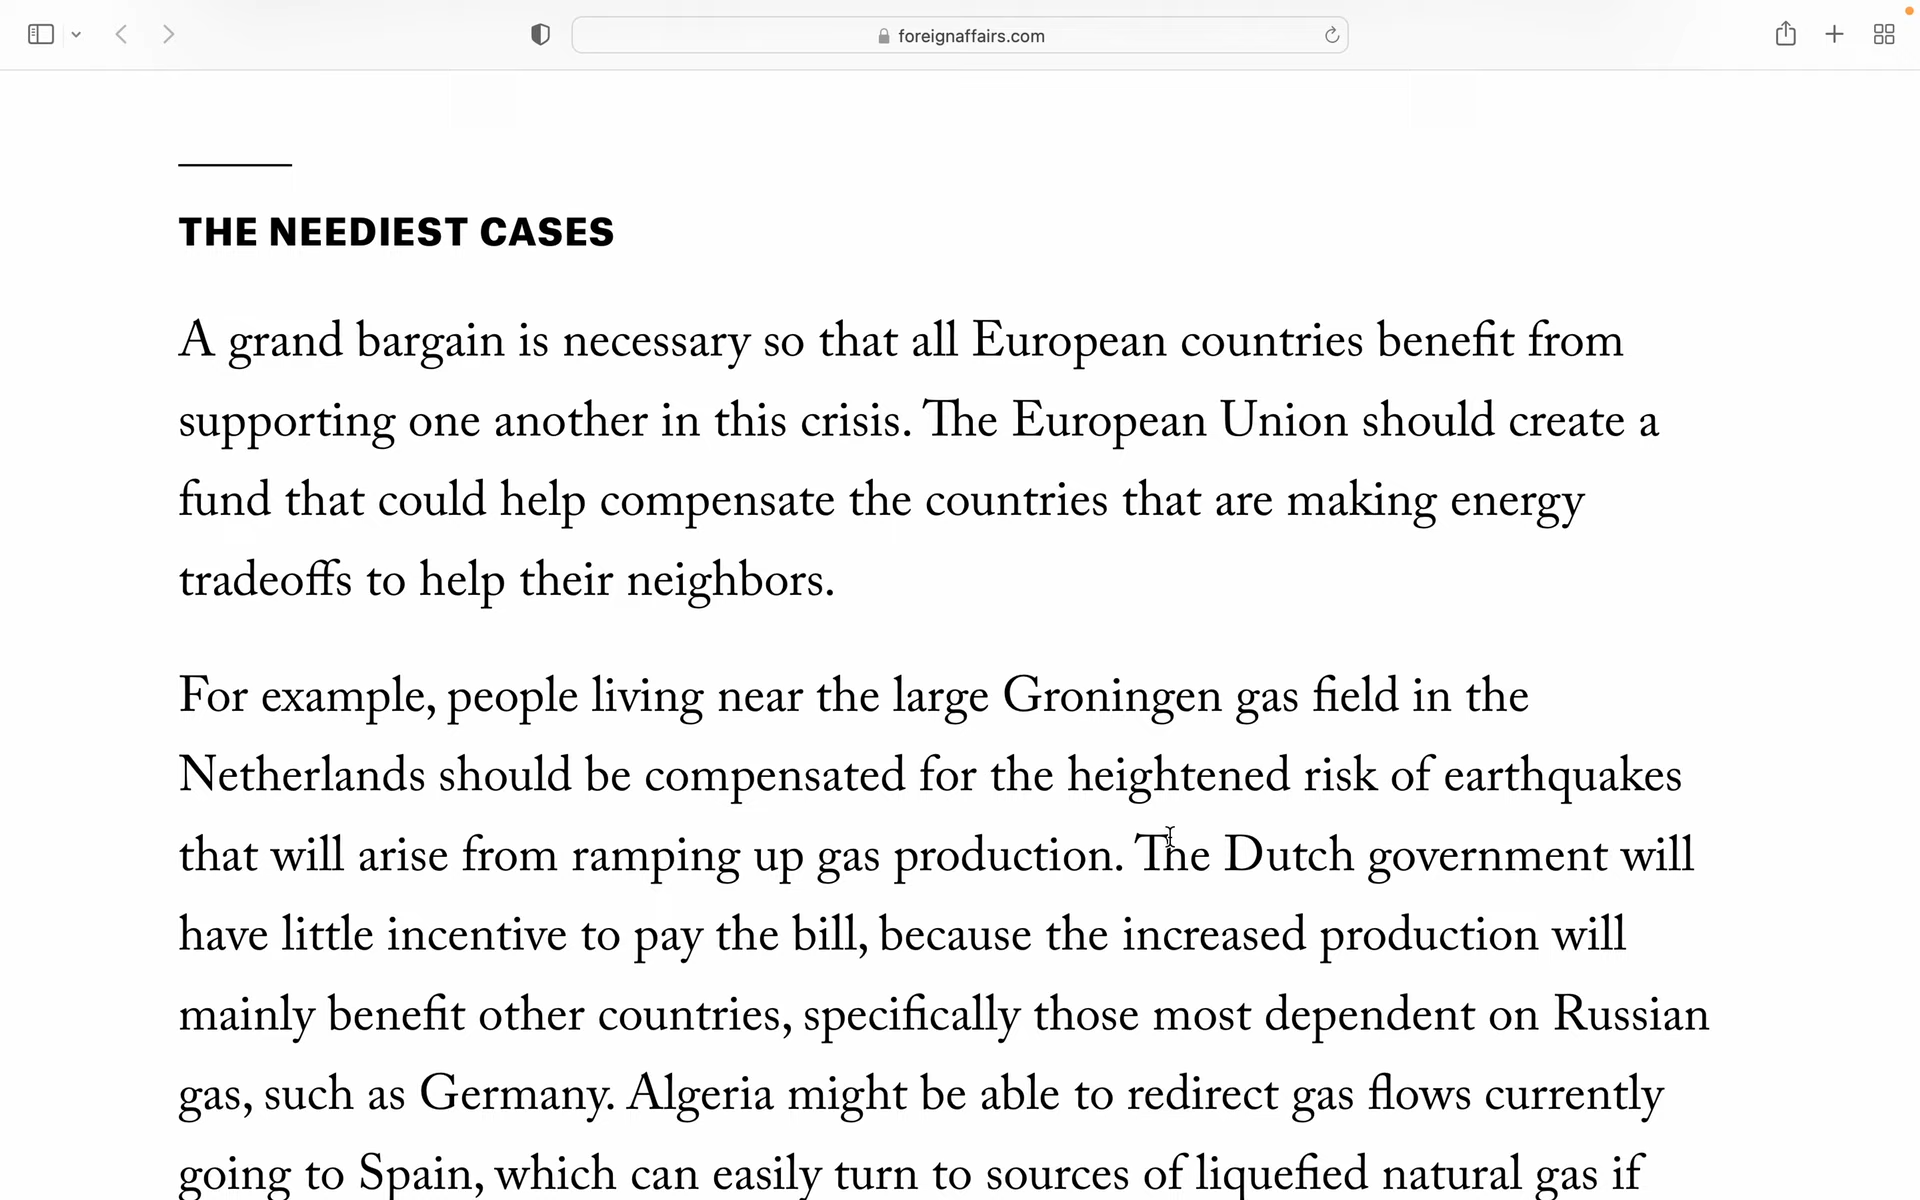 foreignaffairs.com
THE NEEDIEST CASES
A grand bargain is necessary so that all European countries benefit from
supporting one another in this crisis. The European Union should create a
fund that could help compensate the countries that are making energy
tradeoffs to help their neighbors.
For example, people living near the large Groningen gas field in the
Netherlands should be compensated for the heightened risk of earthquakes
that will arise from ramping up gas production. The Dutch government will
have little incentive to pay the bill, because the increased production will
mainly benefit other countries, specifically those most dependent on Russian
gas, such as Germany. Algeria might be able to redirect gas flows currently
going to Spain, which can easily turn to sources of liquefied natural gas if